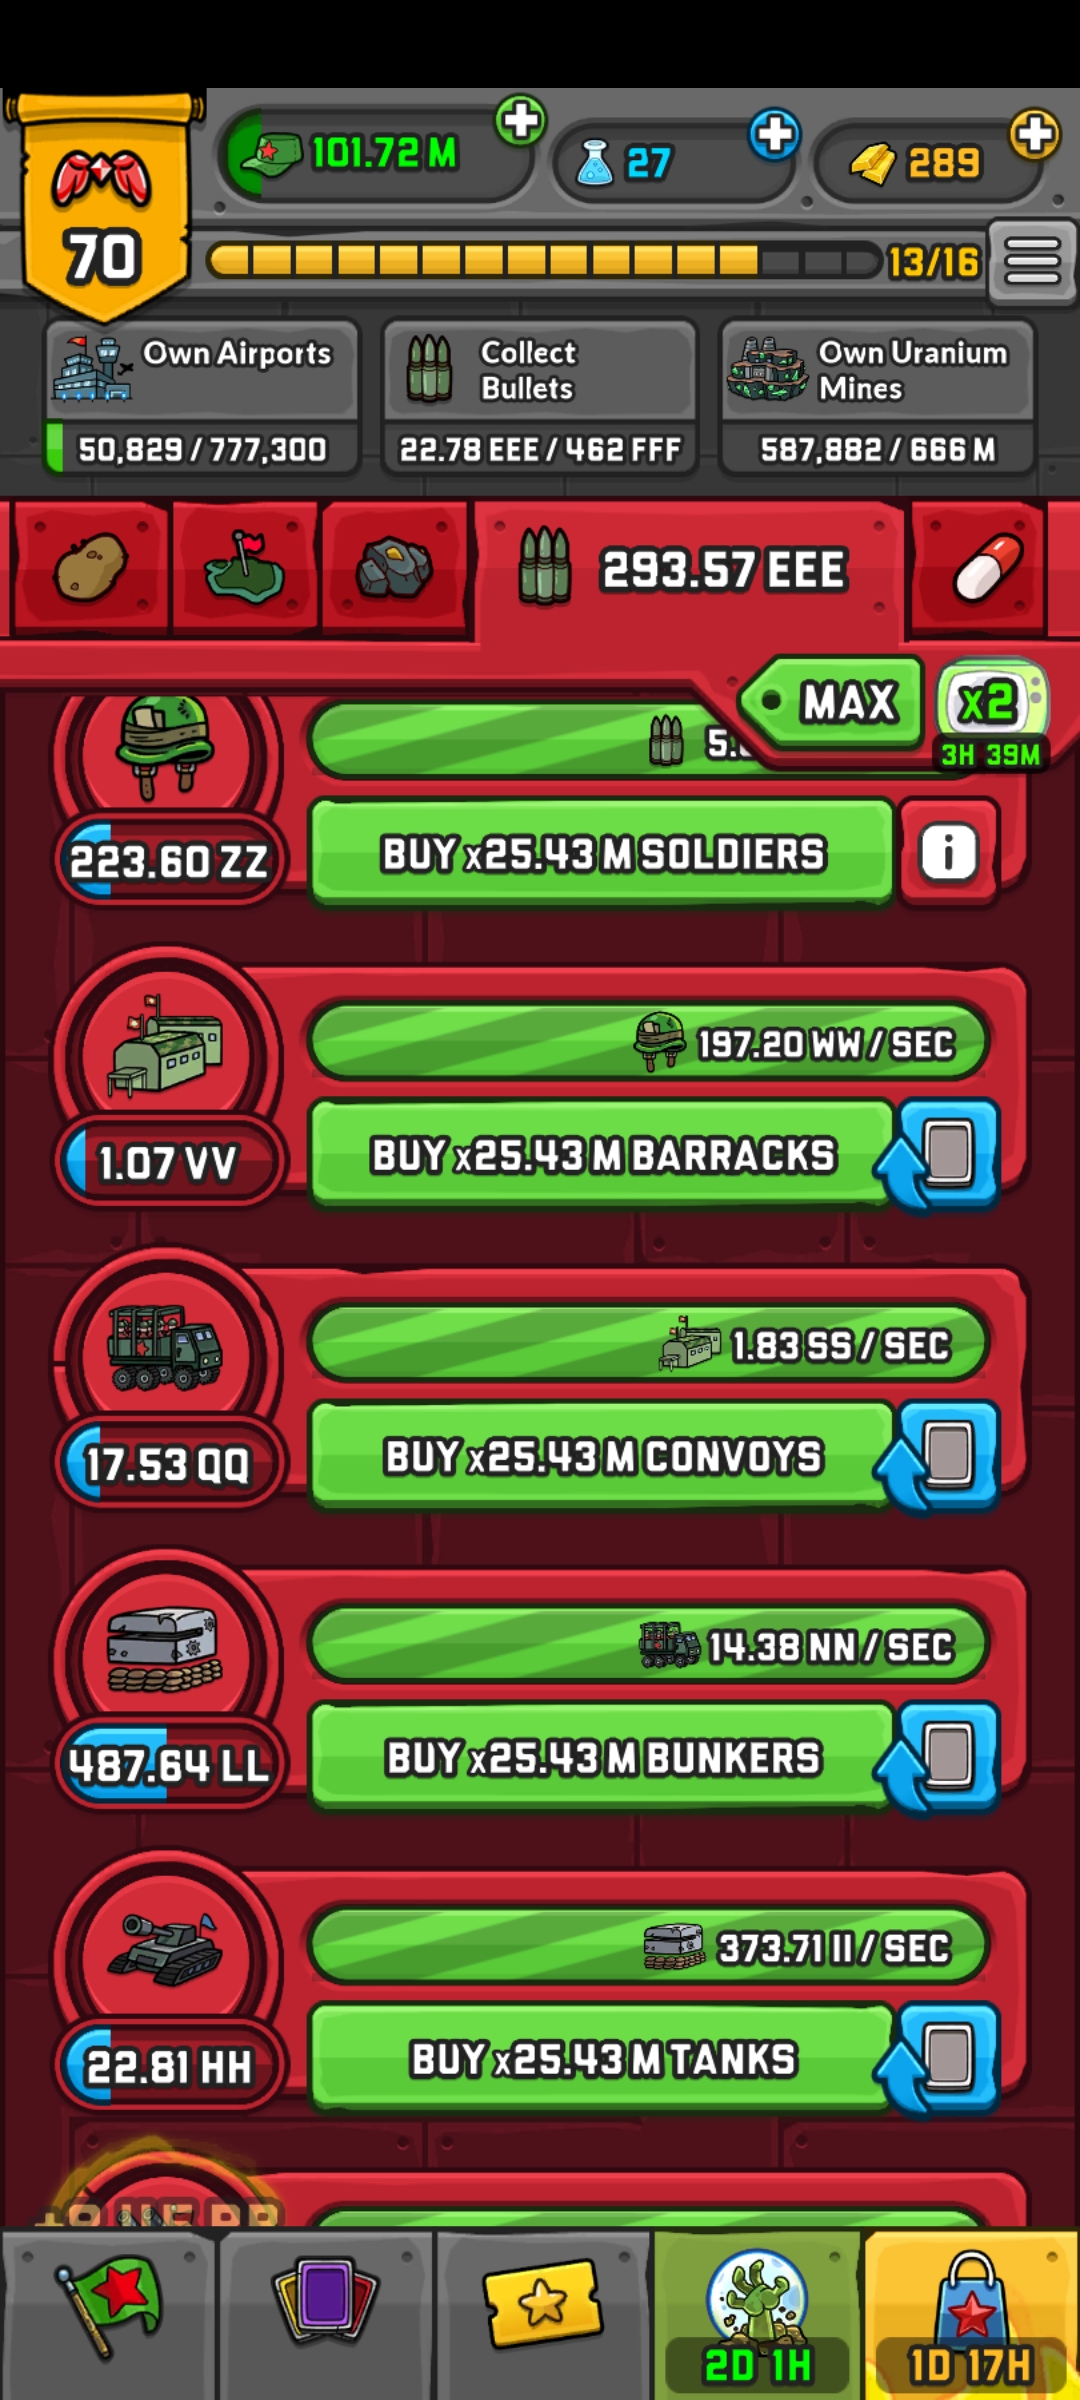 101.72 M
27
289
70
13/16
Own Airports
50,829 / 777,300
Collect
Bullets
22.78 EEE / 462 FFF
Own Uranium
Mines
587,882 / 666 M
293.57 EEE
MAX
x2
3H 39M
223.60 ZZ
BUY x25.43 M SOLDIERS
i
197.20 WW / SEC
1.07 VV
BUY x25.43 M BARRACKS
1.83 SS / SEC
17.53 QQ
BUY x25.43 M CONVOYS
14.38 NN / SEC
487.64 LL
BUY x25.43 M BUNKERS
373.71 II / SEC
22.81 HH
BUY x25.43 M TANKS
2D 1H
1D 17H